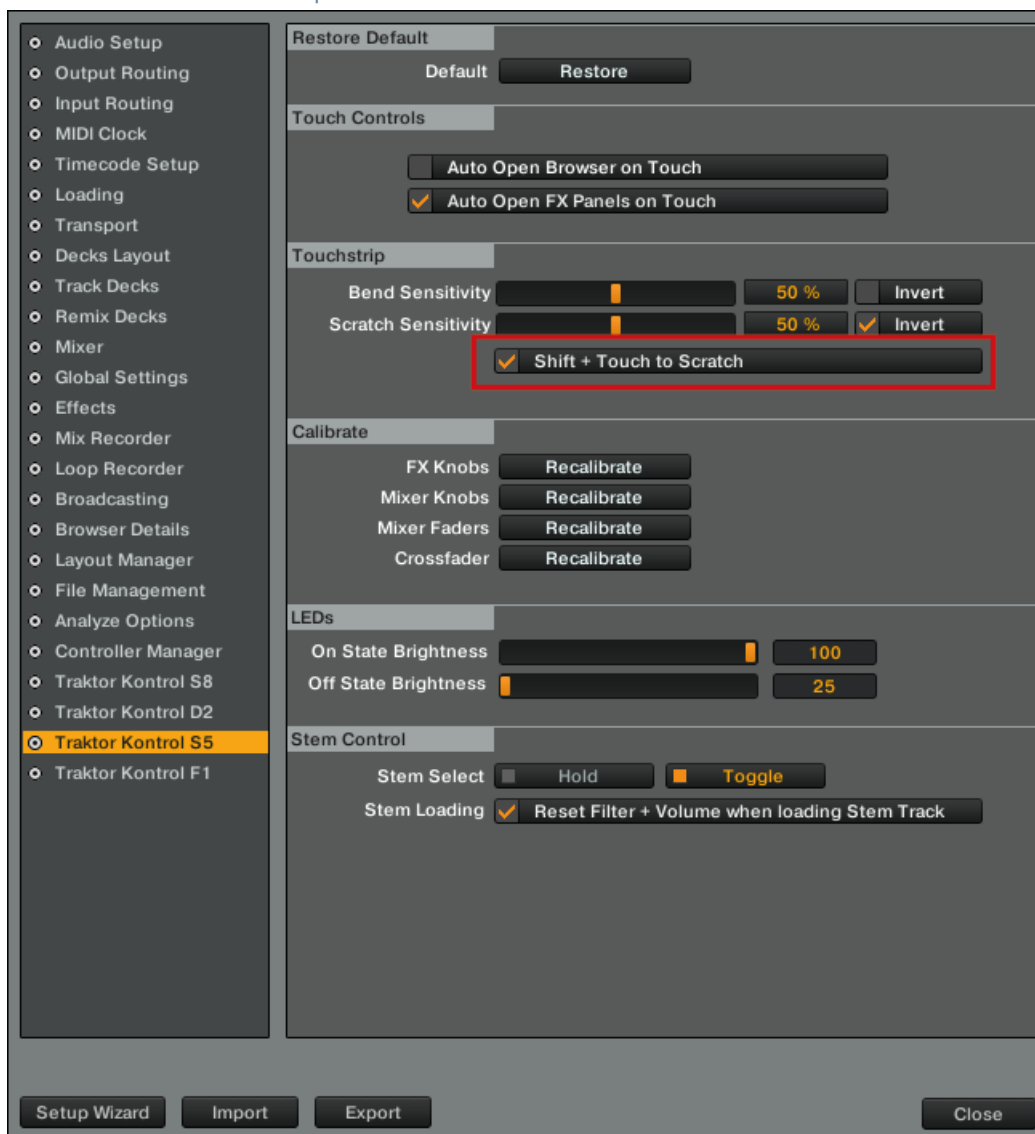 Audio Setup
Output Routing
Input Routing
MIDI Clock
Timecode Setup
Loading
Transport
Decks Layout
Track Decks
Remix Decks
Mixer
Global Settings
Effects
Mix Recorder
Loop Recorder
Broadcasting
Browser Details
Layout Manager
File Management
Analyze Options
Controller Manager
Traktor Kontrol S8
Traktor Kontrol D2
Traktor Kontrol S5
Traktor Kontrol F1
Restore Default
Default Restore
Touch Controls
Auto Open Browser on Touch
Auto Open FX Panels on Touch
Touchstrip
Bend Sensitivity 50 % Invert
Scratch Sensitivity 50 % Invert
Shift + Touch to Scratch
Calibrate
FX Knobs Recalibrate
Mixer Knobs Recalibrate
Mixer Faders Recalibrate
Crossfader Recalibrate
LEDs
On State Brightness 100
Off State Brightness 25
Stem Control
Stem Select Hold Toggle
Stem Loading Reset Filter + Volume when loading Stem Track
Setup Wizard Import Export Close